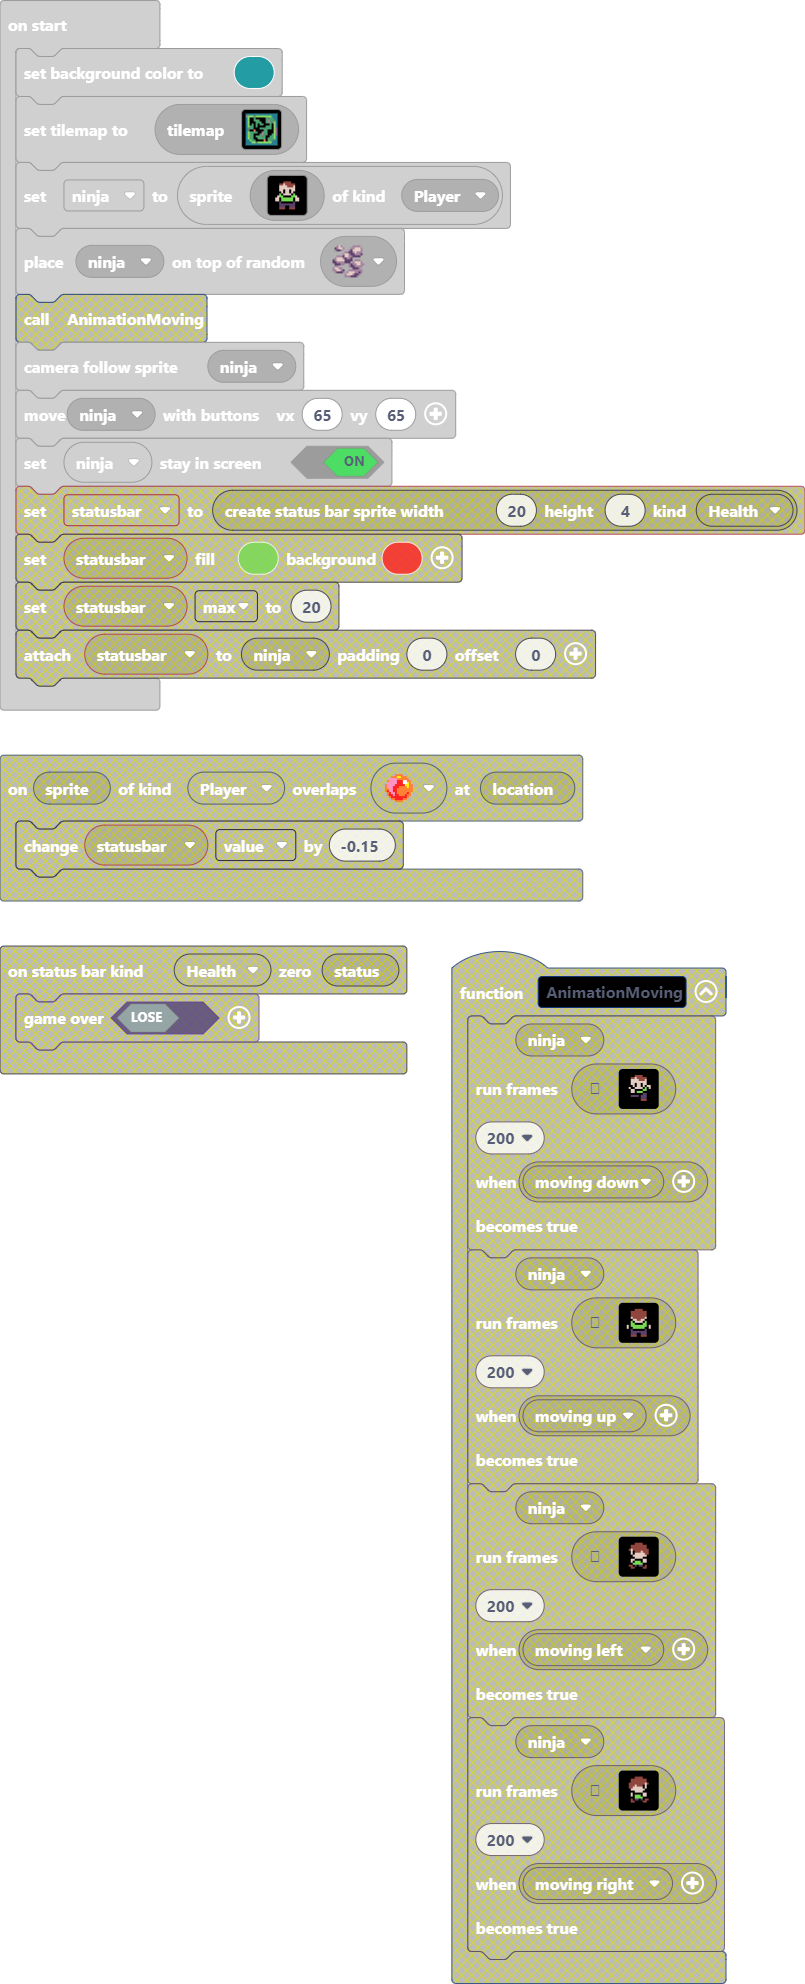 on start
set background color to
set tilemap to tilemap
set ninja to sprite of kind Player
place ninja on top of random
call AnimationMoving
camera follow sprite ninja
move ninja with buttons vx 65 vy 65
set ninja stay in screen ON
set statusbar to create status bar sprite width 20 height 4 kind Health
set statusbar fill background
set statusbar max to 20
attach statusbar to ninja padding 0 offset 0
on sprite of kind Player overlaps at location
change statusbar value by -0.15
on status bar kind Health zero status
game over LOSE
function AnimationMoving
ninja
run frames
200
when moving down
becomes true
ninja
run frames
200
when moving up
becomes true
ninja
run frames
200
when moving left
becomes true
ninja
run frames
200
when moving right
becomes true